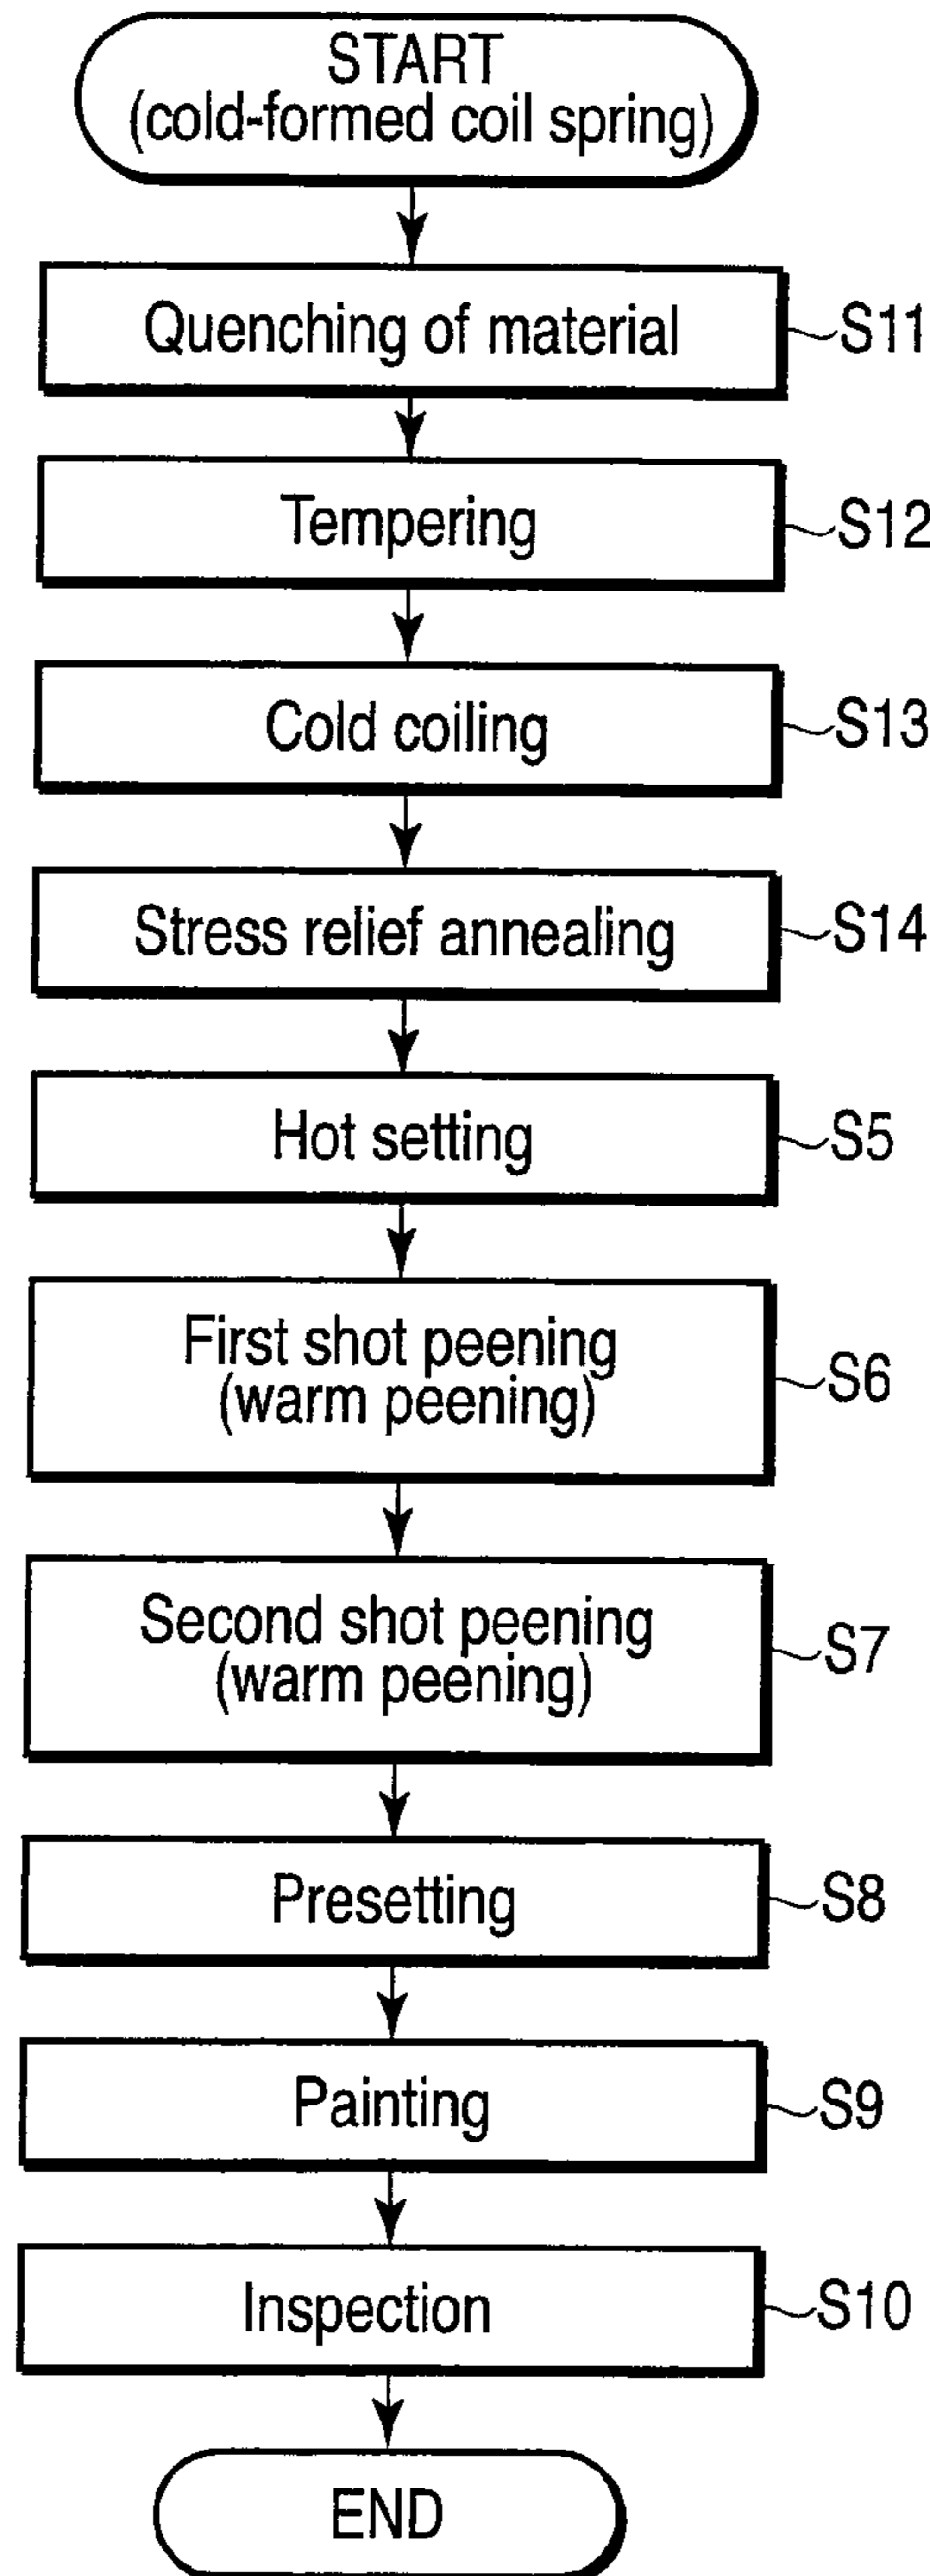 START
(cold-formed coil spring)
Quenching of material
S11
Tempering
S12
Cold coiling
S13
Stress relief annealing
S14
Hot setting
S5
First shot peening
(warm peening)
S6
Second shot peening
(warm peening)
S7
Presetting
S8
Painting
S9
Inspection
S10
END